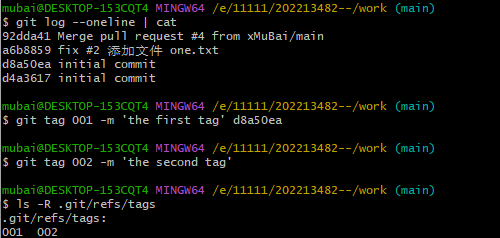 mubai@DESKTOP-153CQT4 MINGW64 /e/11111/202213482--/work (main)
$ git log --oneline | cat
92dda41 Merge pull request #4 from xMuBai/main
a6b8859 fix #2 添加文件 one.txt
d8a50ea initial commit
d4a3617 initial commit
mubai@DESKTOP-153CQT4 MINGW64 /e/11111/202213482--/work (main)
$ git tag 001 -m 'the first tag' d8a50ea
mubai@DESKTOP-153CQT4 MINGW64 /e/11111/202213482--/work (main)
$ git tag 002 -m 'the second tag'
mubai@DESKTOP-153CQT4 MINGW64 /e/11111/202213482--/work (main)
$ ls -R .git/refs/tags
.git/refs/tags:
001  002